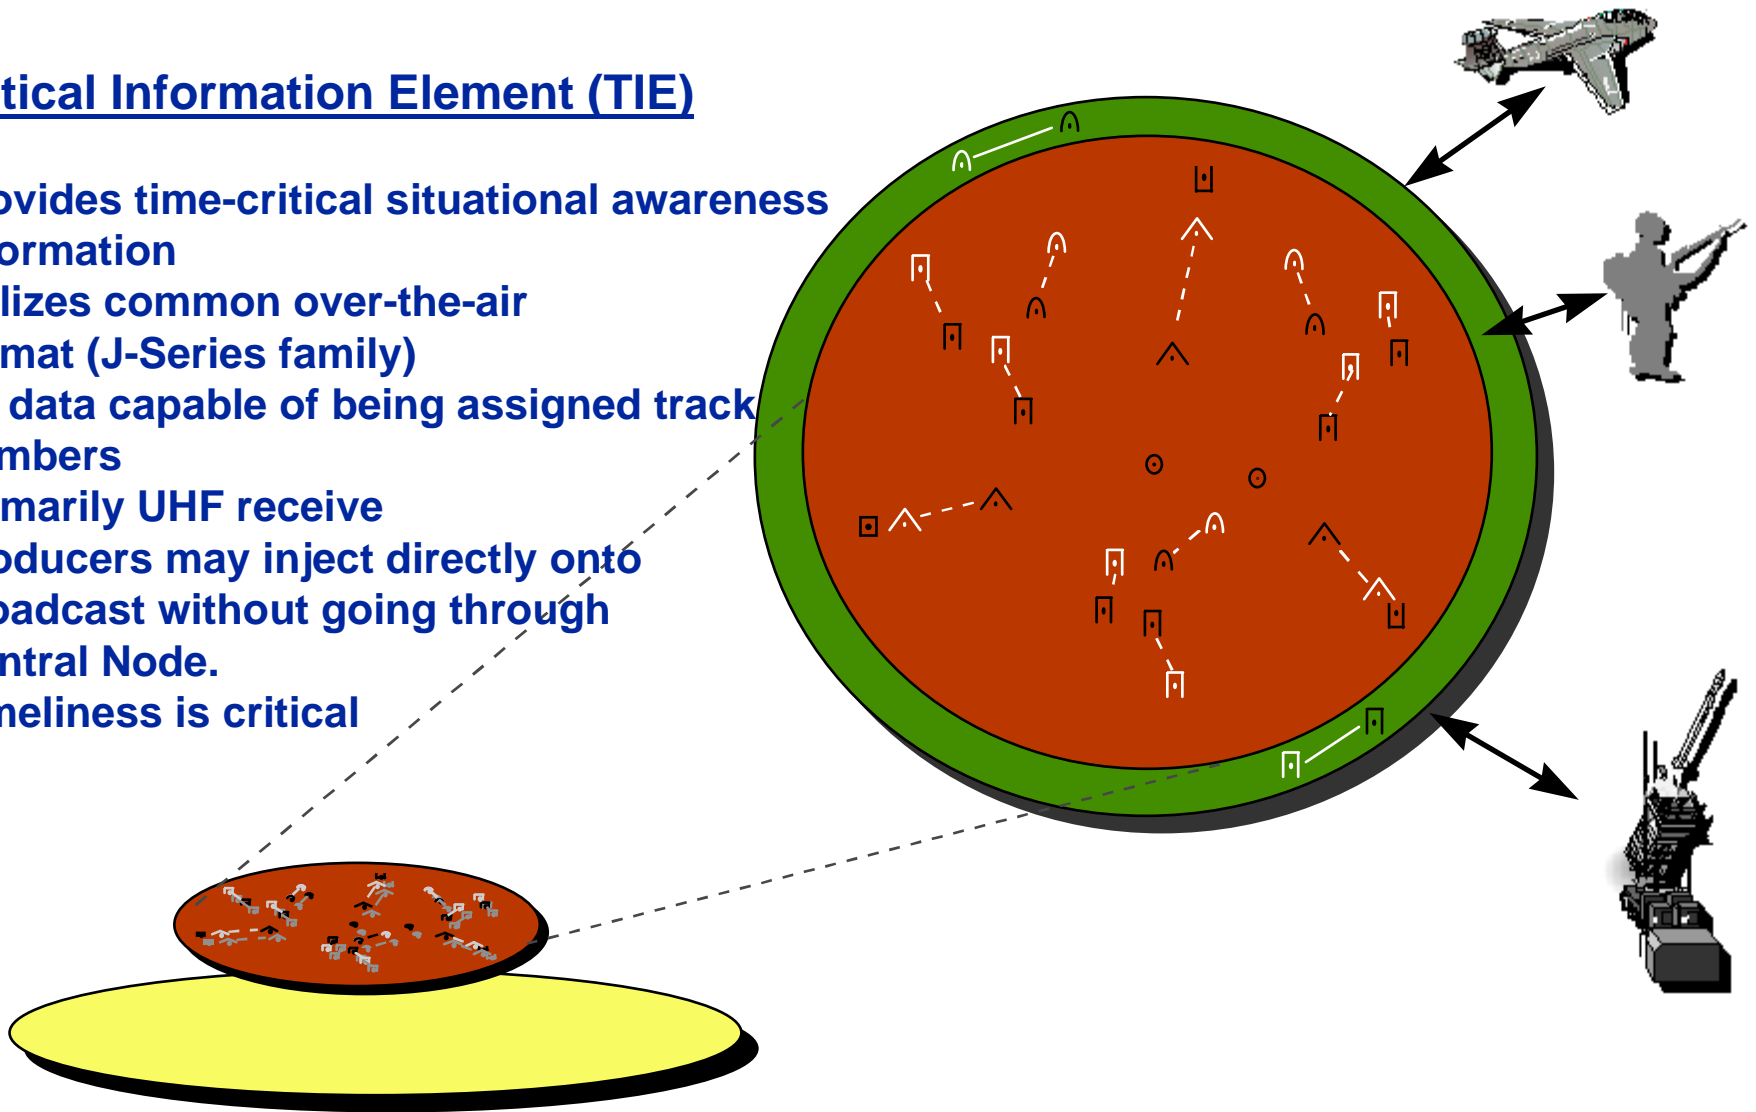 tical Information Element (TIE)
ovides time-critical situational awareness
ormation
lizes common over-the-air
mat (J-Series family)
data capable of being assigned track
mbers
marily UHF receive
oducers may inject directly onto
oadcast without going through
ntral Node.
meliness is critical